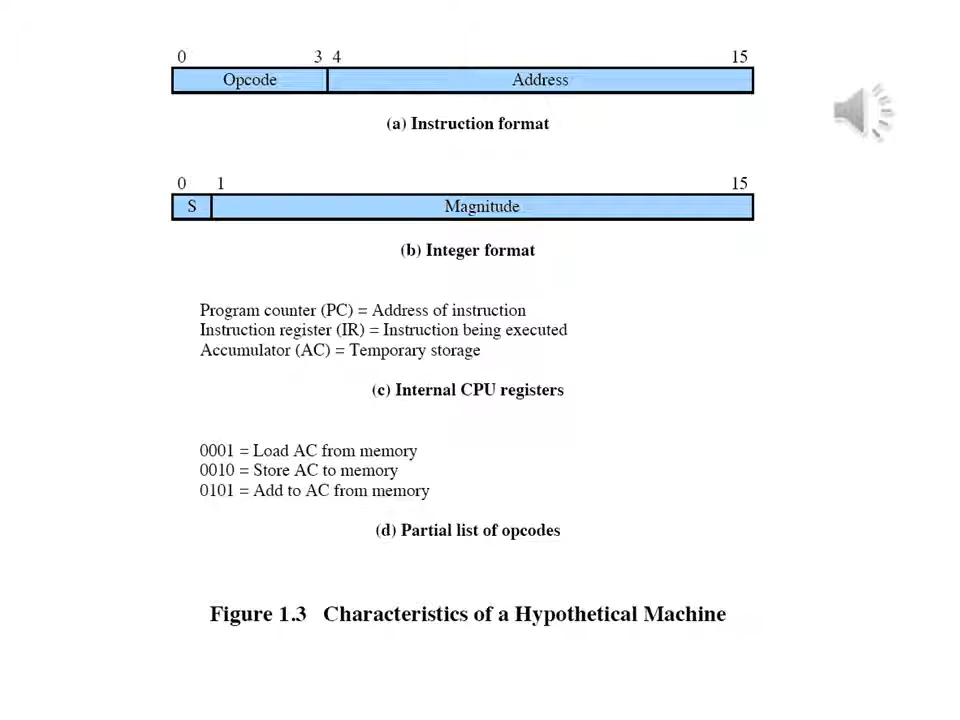 0 3 4 15
Opcode Address
(a) Instruction format
0 1 15
S Magnitude
(b) Integer format
Program counter (PC) = Address of instruction
Instruction register (IR) = Instruction being executed
Accumulator (AC) = Temporary storage
(c) Internal CPU registers
0001 = Load AC from memory
0010 = Store AC to memory
0101 = Add to AC from memory
(d) Partial list of opcodes
Figure 1.3 Characteristics of a Hypothetical Machine